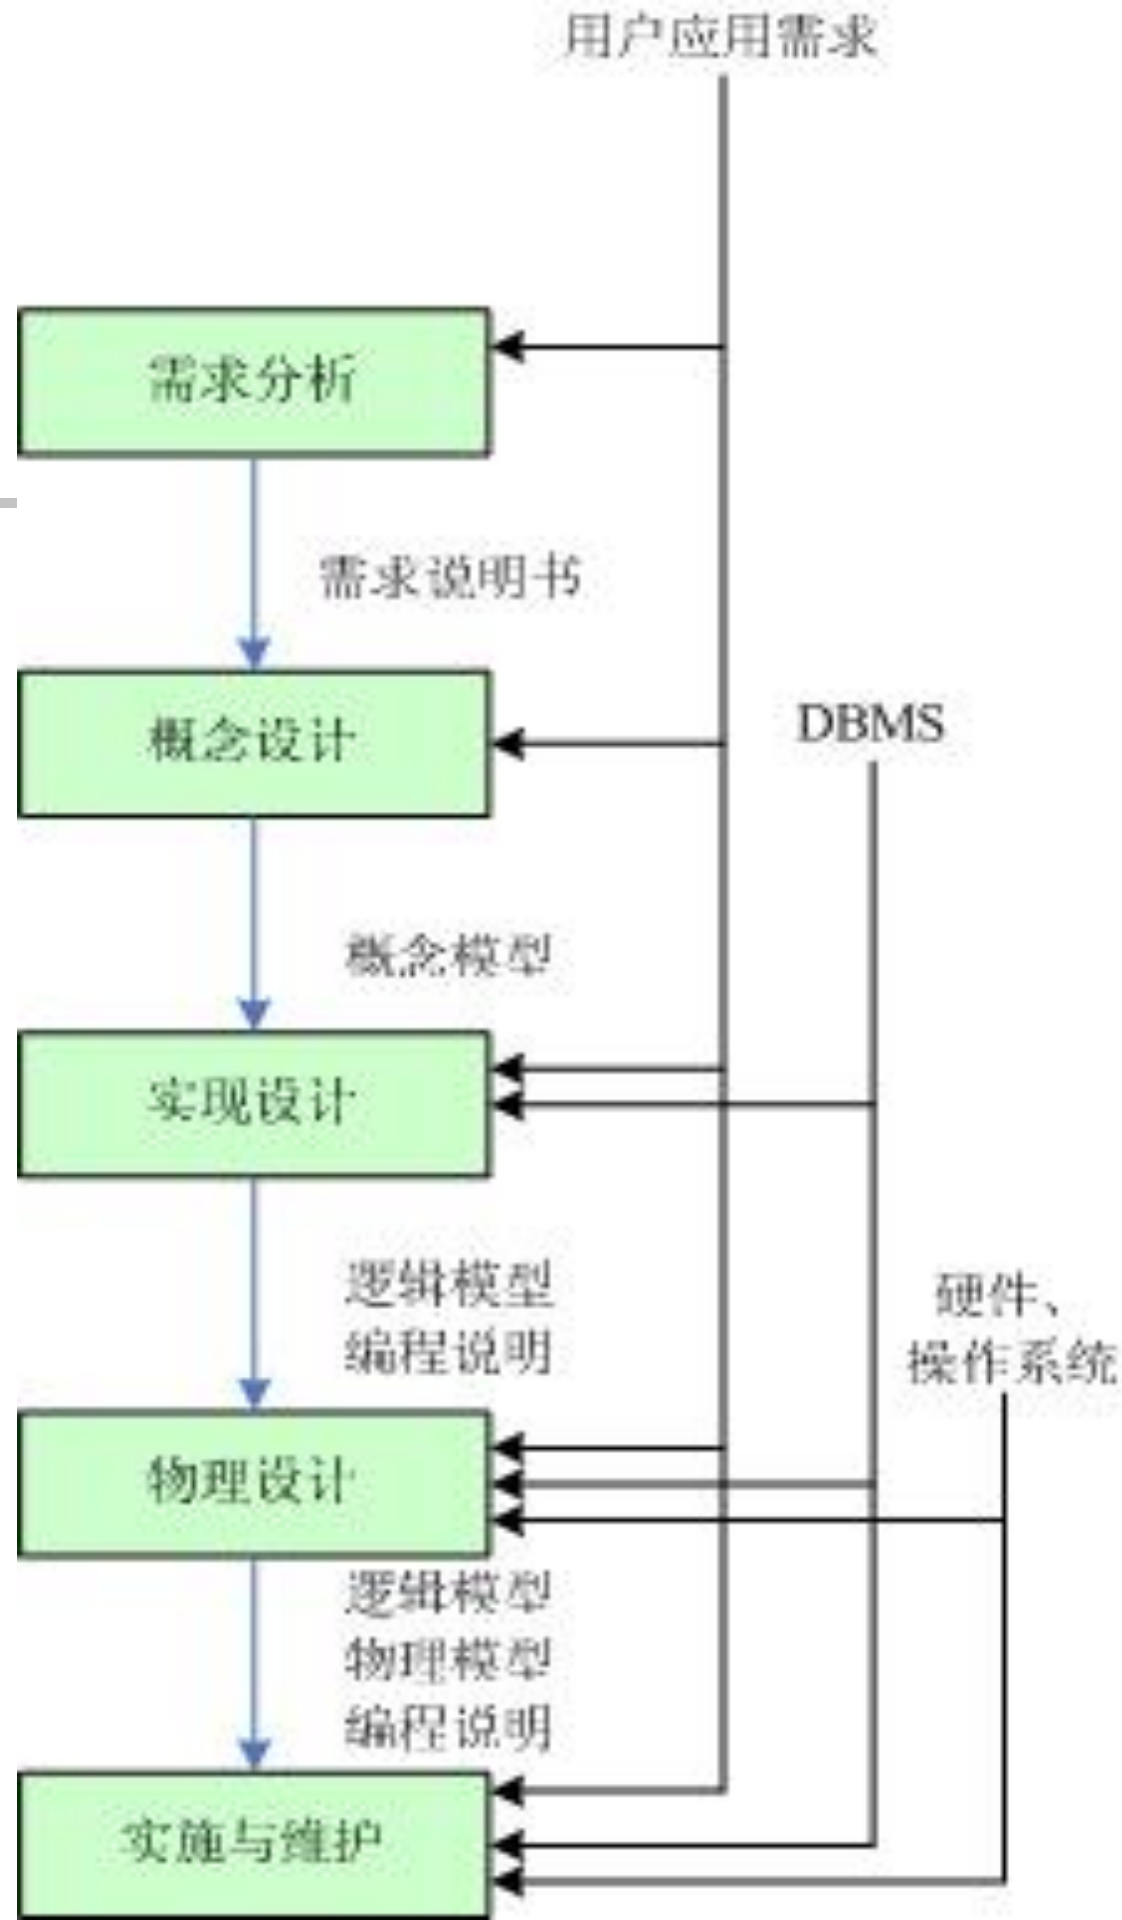 用户应用需求
需求分析
需求说明书
概念设计
DBMS
概念模型
实现设计
逻辑模型
编程说明
硬件、
操作系统
物理设计
逻辑模型
物理模型
编程说明
实施与维护